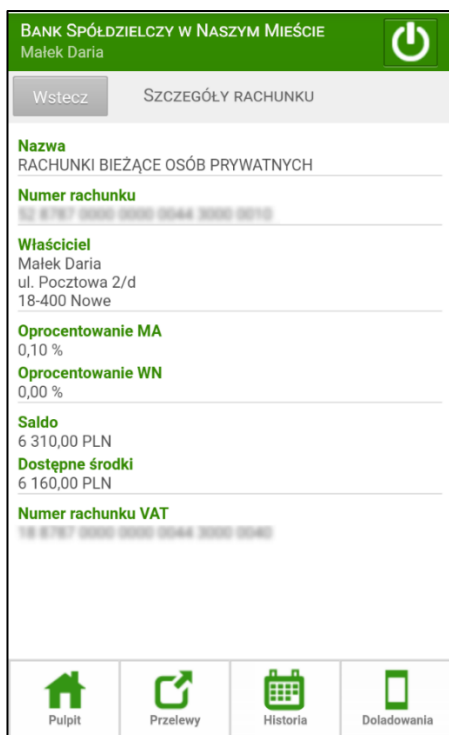 BANK SPÓŁDZIELCZY W NASZYM MIEŚCIE
Małek Daria
Wstecz
SZCZEGÓŁY RACHUNKU
Nazwa
RACHUNKI BIEŻĄCE OSÓB PRYWATNYCH
Numer rachunku
Właściciel
Małek Daria
ul. Pocztowa 2/d
18-400 Nowe
Oprocentowanie MA
0,10 %
Oprocentowanie WN
0,00 %
Saldo
6 310,00 PLN
Dostępne środki
6 160,00 PLN
Numer rachunku VAT
Pulpit
Przelewy
Historia
Doladowania